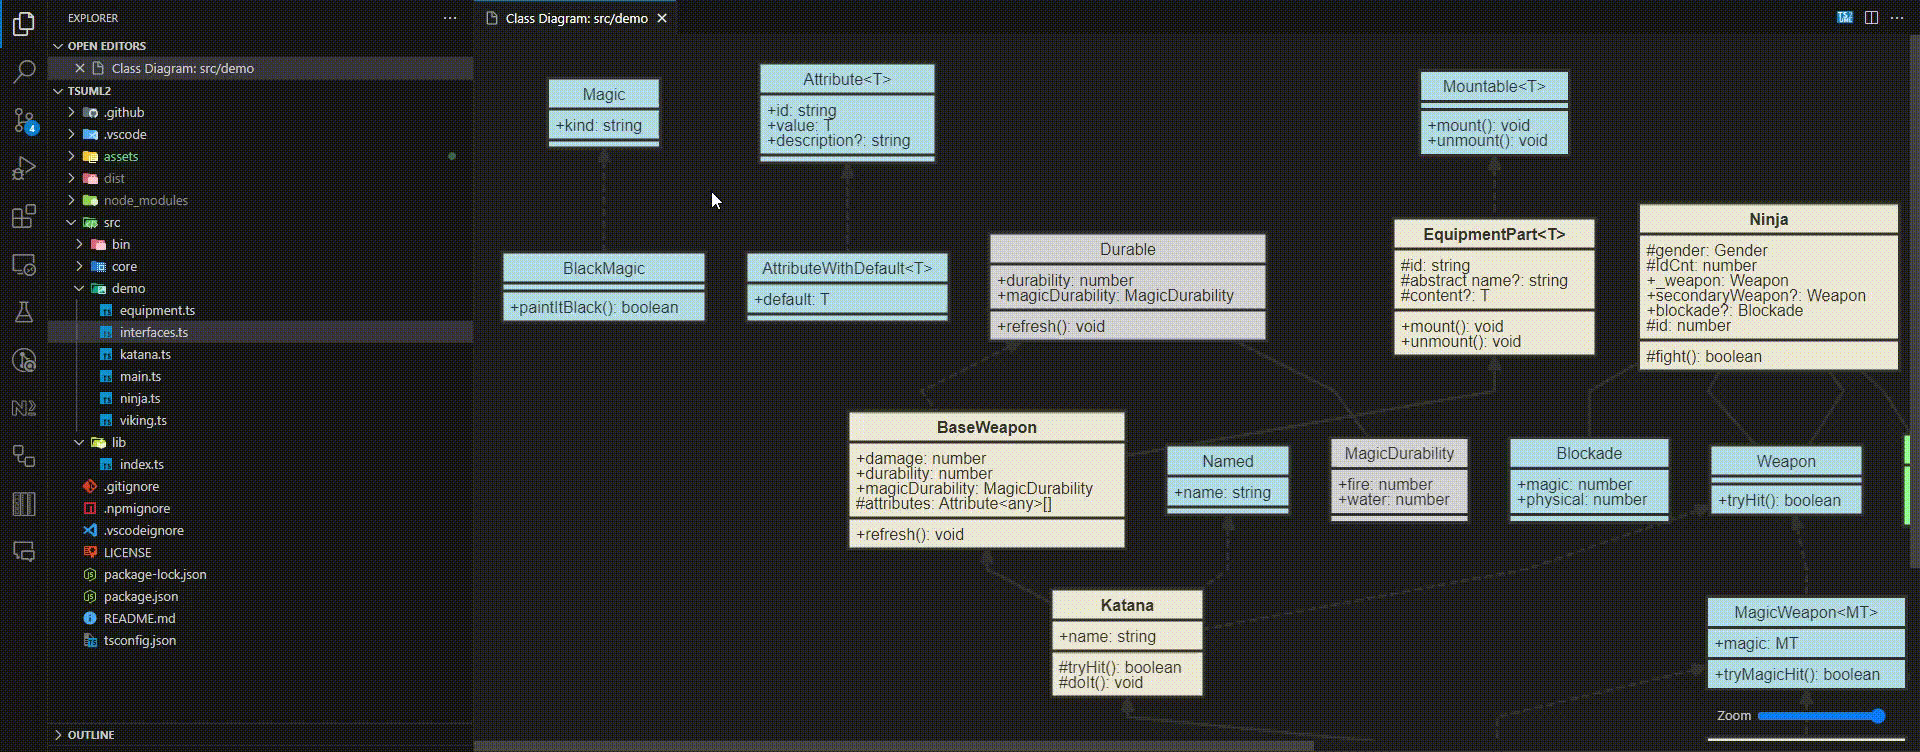 EXPLORER
OPEN EDITORS
Class Diagram: src/demo
TSUML2
.github
.vscode
assets
dist
node_modules
src
bin
core
demo
equipment.ts
interfaces.ts
katana.ts
main.ts
ninja.ts
viking.ts
lib
index.ts
.gitignore
.npmignore
.vscodeignore
LICENSE
package-lock.json
package.json
README.md
tsconfig.json
OUTLINE
4
Class Diagram: src/demo
Magic
+kind: string
Attribute<T>
+id: string
+value: T
+description?: string
Mountable<T>
+mount(): void
+unmount(): void
BlackMagic
+paintItBlack(): boolean
AttributeWithDefault<T>
+default: T
Durable
+durability: number
+magicDurability: MagicDurability
+refresh(): void
EquipmentPart<T>
#id: string
#abstract name?: string
#content?: T
+mount(): void
+unmount(): void
Ninja
#gender: Gender
#IdCnt: number
+_weapon: Weapon
+secondaryWeapon?: Weapon
+blockade?: Blockade
#id: number
#fight(): boolean
BaseWeapon
+damage: number
+durability: number
+magicDurability: MagicDurability
#attributes: Attribute<any>[]
+refresh(): void
Named
+name: string
MagicDurability
+fire: number
+water: number
Blockade
+magic: number
+physical: number
Weapon
+tryHit(): boolean
Katana
+name: string
#tryHit(): boolean
#doIt(): void
MagicWeapon<MT>
+magic: MT
+tryMagicHit(): boolean
Zoom